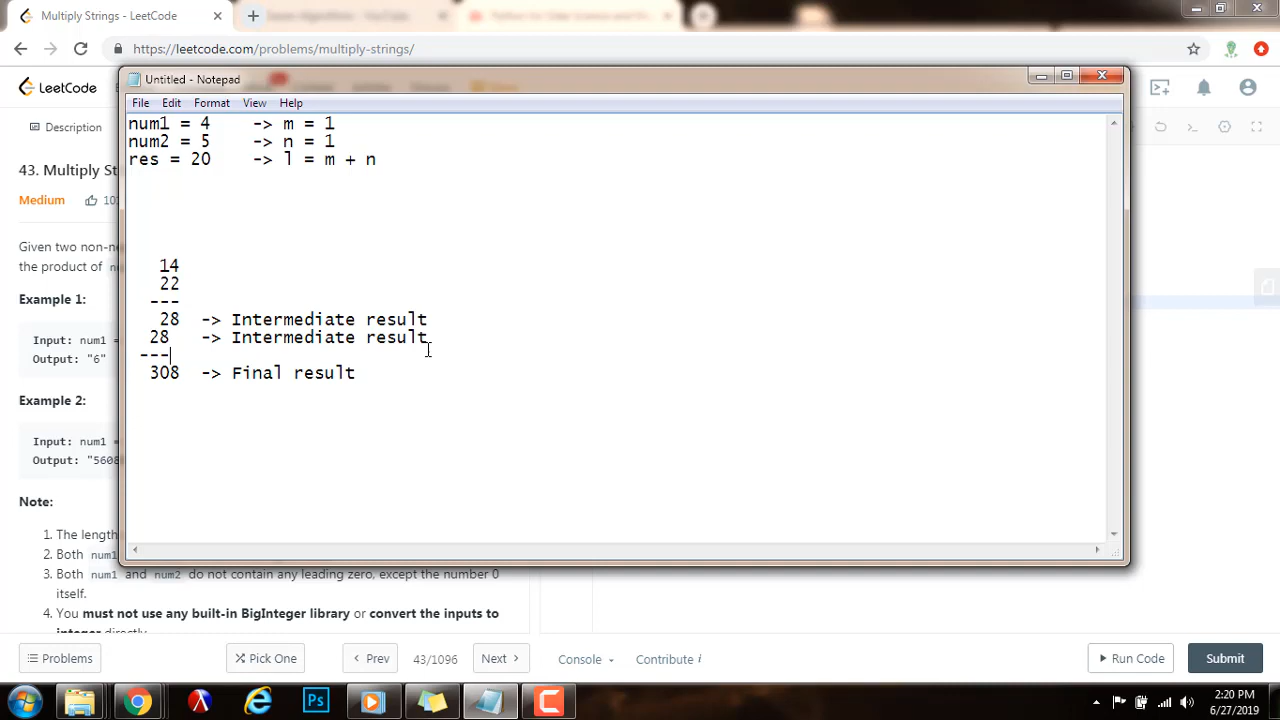 Multiply Strings - LeetCode
https://leetcode.com/problems/multiply-strings/
LeetCode
Untitled - Notepad
File Edit Format View Help
num1 = 4 -> m = 1
num2 = 5 -> n = 1
res = 20 -> l = m + n
14
22
---
28 -> Intermediate result
28 -> Intermediate result
---
308 -> Final result
Description
43. Multiply St
Medium 10
Given two non-ne
the product of
Example 1:
Input: num1 =
Output: "6"
Example 2:
Input: num1 =
Output: "5608
Note:
1. The length
2. Both num1
3. Both num1 and num2 do not contain any leading zero, except the number 0
itself.
4. You must not use any built-in BigInteger library or convert the inputs to
integer directly.
Problems Pick One Prev 43/1096 Next Console Contribute i Run Code Submit
Ps
2:20 PM
6/27/2019